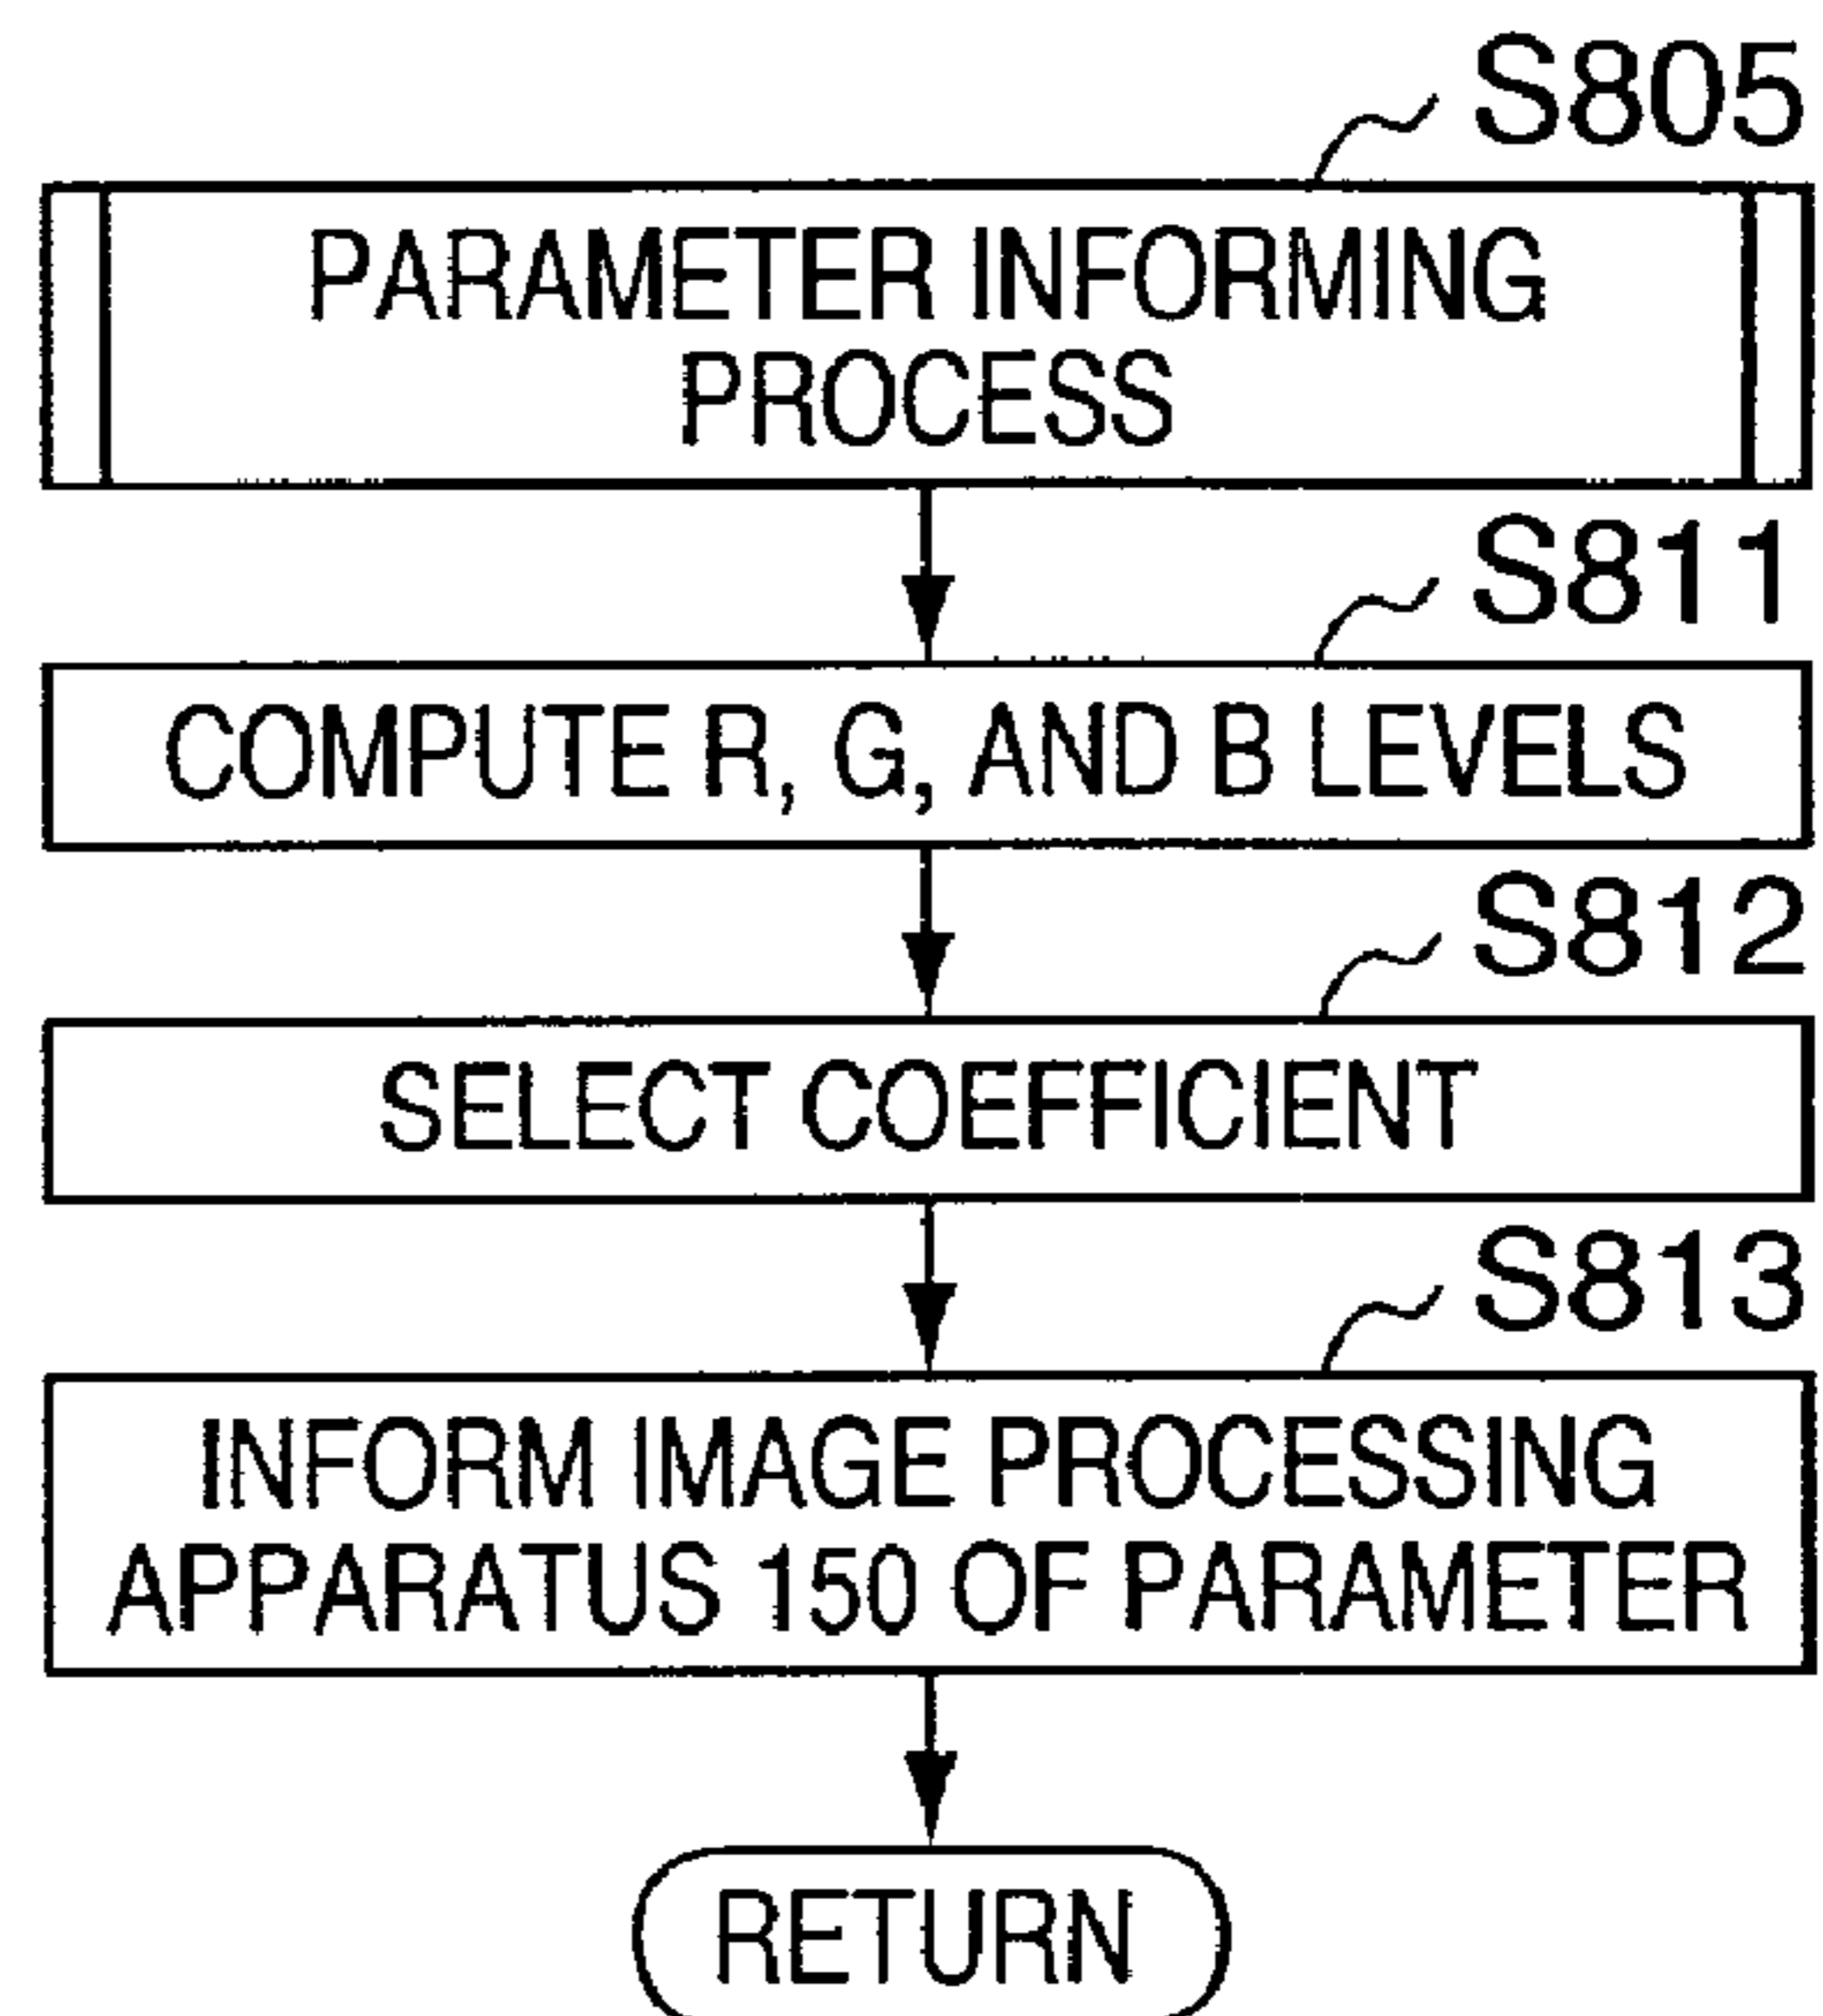 S805
PARAMETER INFORMING
PROCESS
S811
COMPUTE R, G, AND B LEVELS
S812
SELECT COEFFICIENT
S813
INFORM IMAGE PROCESSING
APPARATUS 150 OF PARAMETER
RETURN